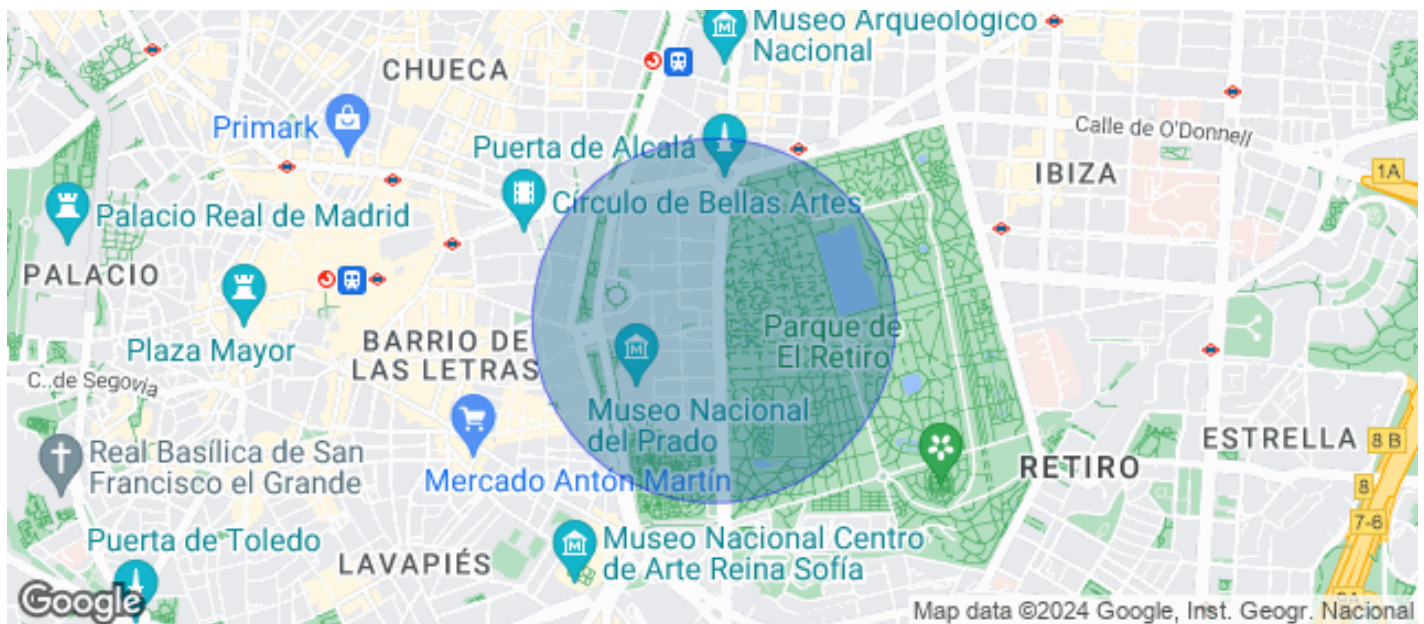 Museo Arqueológico
Nacional
CHUECA
Primark
Calle de O'Donnell
Puerta de Alcalá
IBIZA
1A
Círculo de Bellas Artes
Palacio Real de Madrid
PALACIO
Plaza Mayor
BARRIO DE
LAS LETRAS
Parque de
El Retiro
C. de Segovia
Museo Nacional
del Prado
Real Basílica de San
Francisco el Grande
Mercado Antón Martín
RETIRO
ESTRELLA
8 B
8
7-6
Puerta de Toledo
LAVAPIÉS
Museo Nacional Centro
de Arte Reina Sofía
Google
Map data ©2024 Google, Inst. Geogr. Nacional